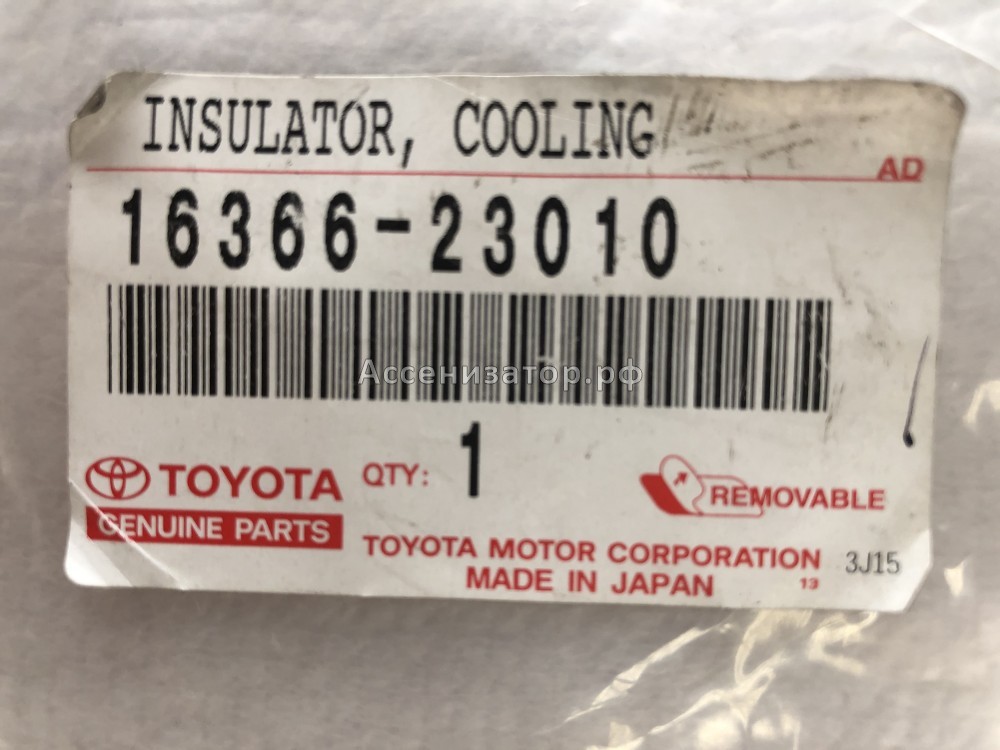 INSULATOR, COOLING
AD
16366-23010
Ассенизатор.рф
TOYOTA
QTY: 1
REMOVABLE
GENUINE PARTS
TOYOTA MOTOR CORPORATION 3J15
MADE IN JAPAN 13